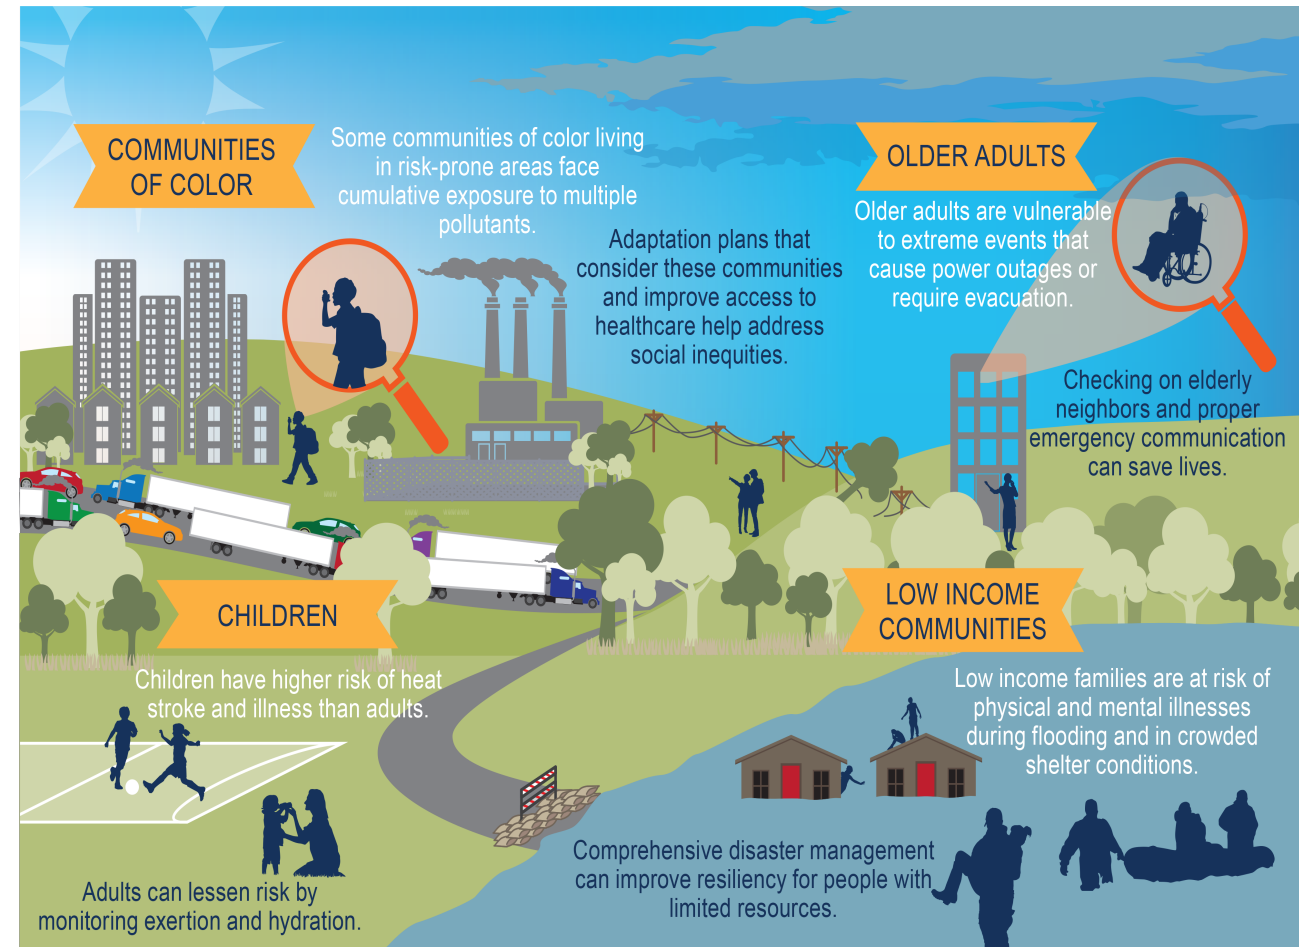 COMMUNITIES
OF COLOR
Some communities of color living
in risk-prone areas face
cumulative exposure to multiple
pollutants.
Adaptation plans that
consider these communities
and improve access to
healthcare help address
social inequities.
OLDER ADULTS
Older adults are vulnerable
to extreme events that
cause power outages or
require evacuation.
Checking on elderly
neighbors and proper
emergency communication
can save lives.
CHILDREN
Children have higher risk of heat
stroke and illness than adults.
Adults can lessen risk by
monitoring exertion and hydration.
LOW INCOME
COMMUNITIES
Low income families are at risk of
physical and mental illnesses
during flooding and in crowded
shelter conditions.
Comprehensive disaster management
can improve resiliency for people with
limited resources.